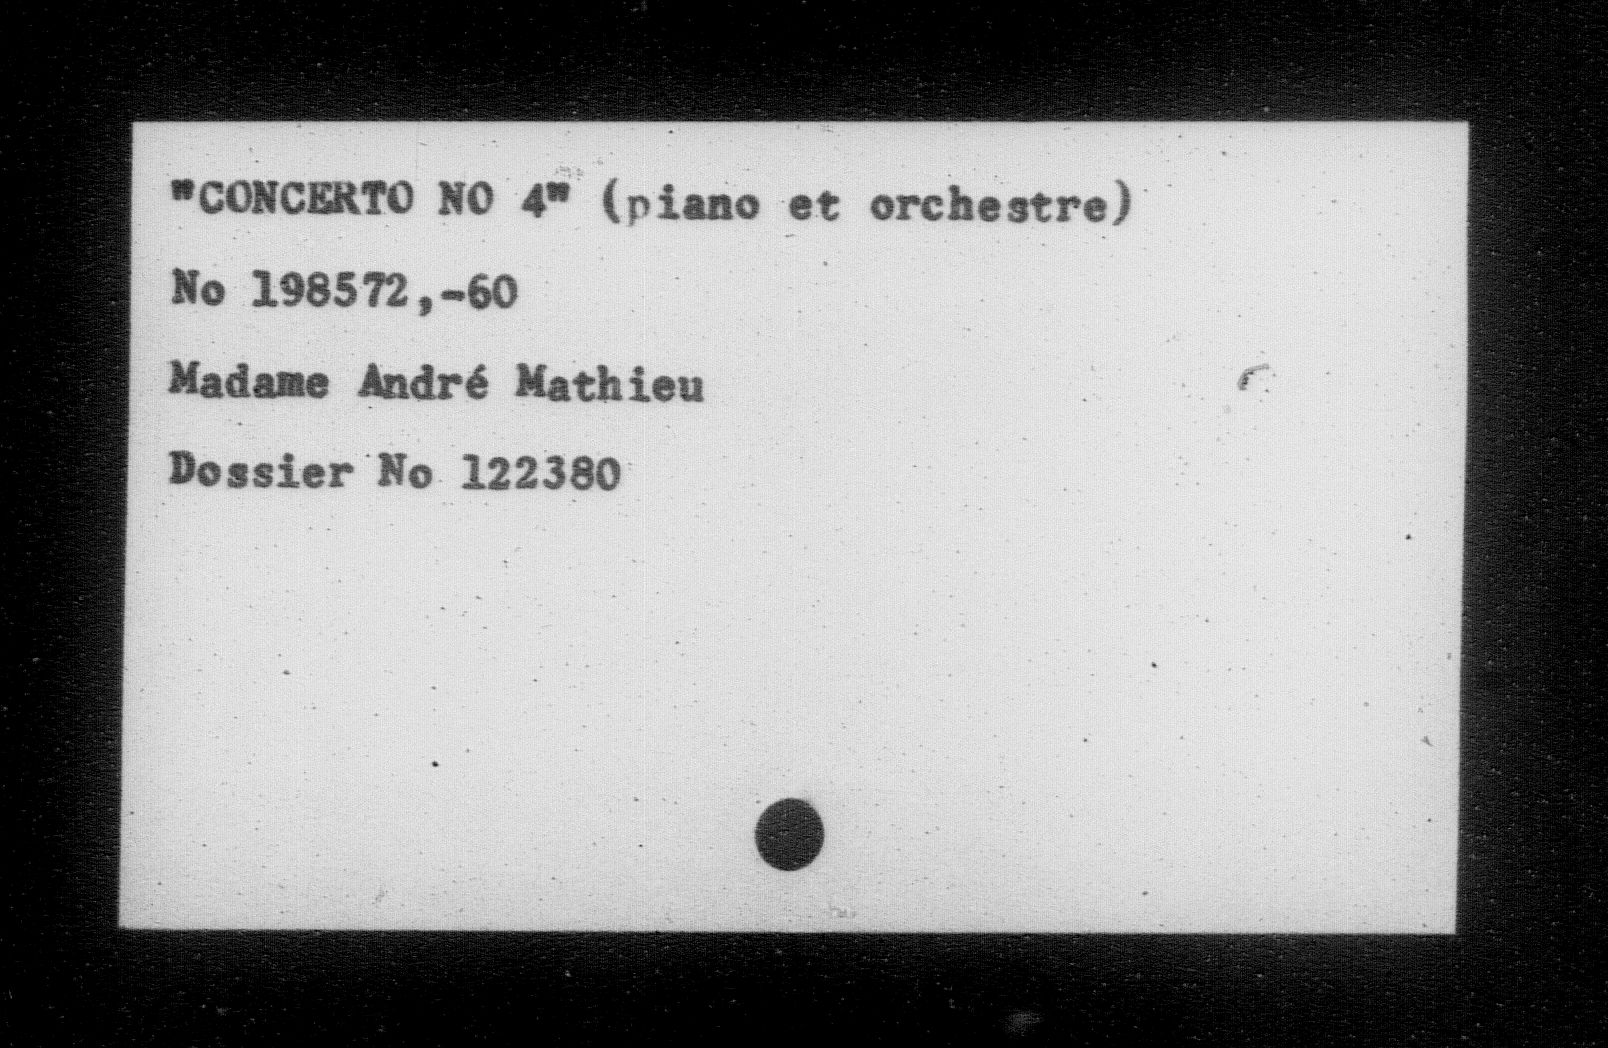 "CONCERTO NO 4" (piano et orchestre)
No 198572,-60
Madame André Mathieu
Dossier No 122380